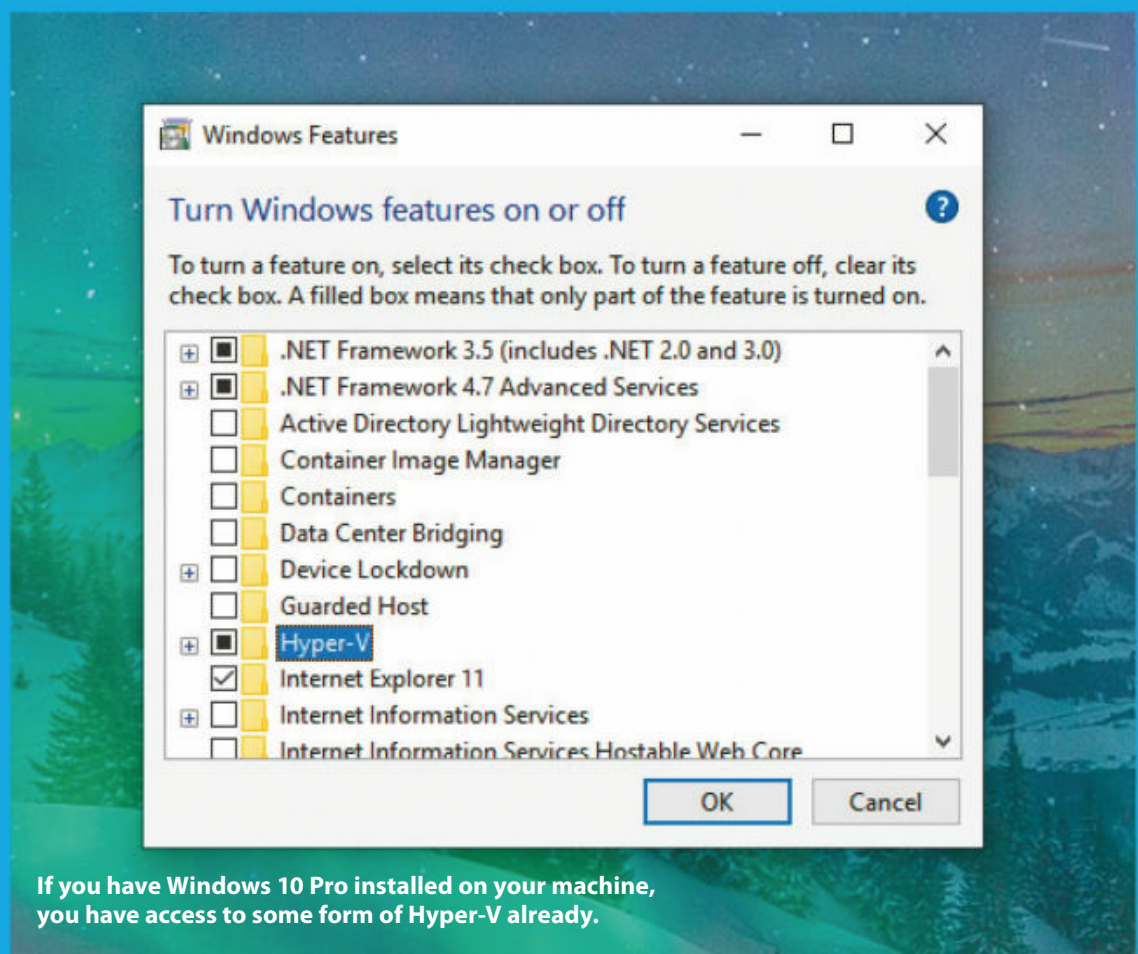 Windows Features
Turn Windows features on or off
To turn a feature on, select its check box. To turn a feature off, clear its
check box. A filled box means that only part of the feature is turned on.
.NET Framework 3.5 (includes .NET 2.0 and 3.0)
.NET Framework 4.7 Advanced Services
Active Directory Lightweight Directory Services
Container Image Manager
Containers
Data Center Bridging
Device Lockdown
Guarded Host
Hyper-V
Internet Explorer 11
Internet Information Services
Internet Information Services Hostable Web Core
OK Cancel
If you have Windows 10 Pro installed on your machine,
you have access to some form of Hyper-V already.